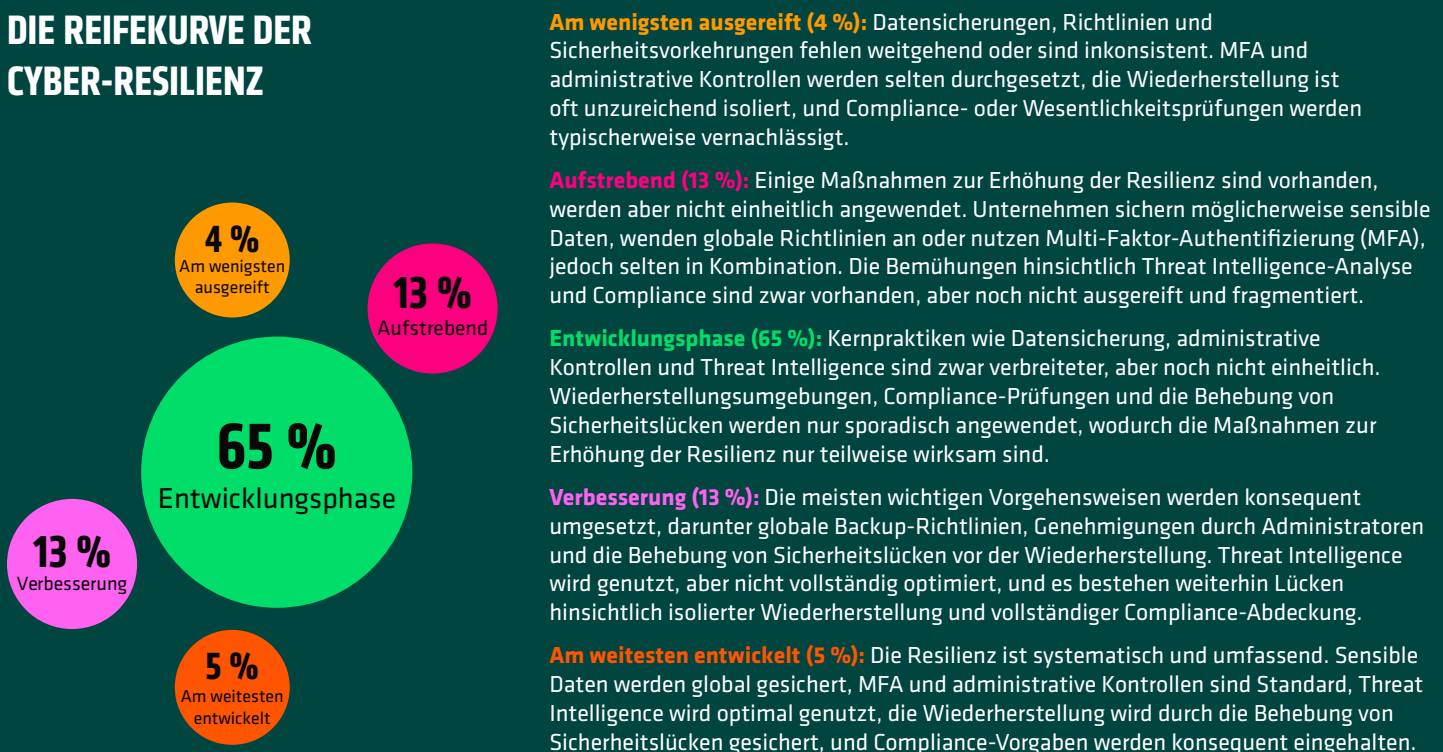 DIE REIFEKURVE DER
CYBER-RESILIENZ
4 %
Am wenigsten
ausgereift
13 %
Aufstrebend
65 %
Entwicklungsphase
13 %
Verbesserung
5 %
Am weitesten
entwickelt
Am wenigsten ausgereift (4 %): Datensicherungen, Richtlinien und
Sicherheitsvorkehrungen fehlen weitgehend oder sind inkonsistent. MFA und
administrative Kontrollen werden selten durchgesetzt, die Wiederherstellung ist
oft unzureichend isoliert, und Compliance- oder Wesentlichkeitsprüfungen werden
typischerweise vernachlässigt.
Aufstrebend (13 %): Einige Maßnahmen zur Erhöhung der Resilienz sind vorhanden,
werden aber nicht einheitlich angewendet. Unternehmen sichern möglicherweise sensible
Daten, wenden globale Richtlinien an oder nutzen Multi-Faktor-Authentifizierung (MFA),
jedoch selten in Kombination. Die Bemühungen hinsichtlich Threat Intelligence-Analyse
und Compliance sind zwar vorhanden, aber noch nicht ausgereift und fragmentiert.
Entwicklungsphase (65 %): Kernpraktiken wie Datensicherung, administrative
Kontrollen und Threat Intelligence sind zwar verbreiteter, aber noch nicht einheitlich.
Wiederherstellungsumgebungen, Compliance-Prüfungen und die Behebung von
Sicherheitslücken werden nur sporadisch angewendet, wodurch die Maßnahmen zur
Erhöhung der Resilienz nur teilweise wirksam sind.
Verbesserung (13 %): Die meisten wichtigen Vorgehensweisen werden konsequent
umgesetzt, darunter globale Backup-Richtlinien, Genehmigungen durch Administratoren
und die Behebung von Sicherheitslücken vor der Wiederherstellung. Threat Intelligence
wird genutzt, aber nicht vollständig optimiert, und es bestehen weiterhin Lücken
hinsichtlich isolierter Wiederherstellung und vollständiger Compliance-Abdeckung.
Am weitesten entwickelt (5 %): Die Resilienz ist systematisch und umfassend. Sensible
Daten werden global gesichert, MFA und administrative Kontrollen sind Standard, Threat
Intelligence wird optimal genutzt, die Wiederherstellung wird durch die Behebung von
Sicherheitslücken gesichert, und Compliance-Vorgaben werden konsequent eingehalten.